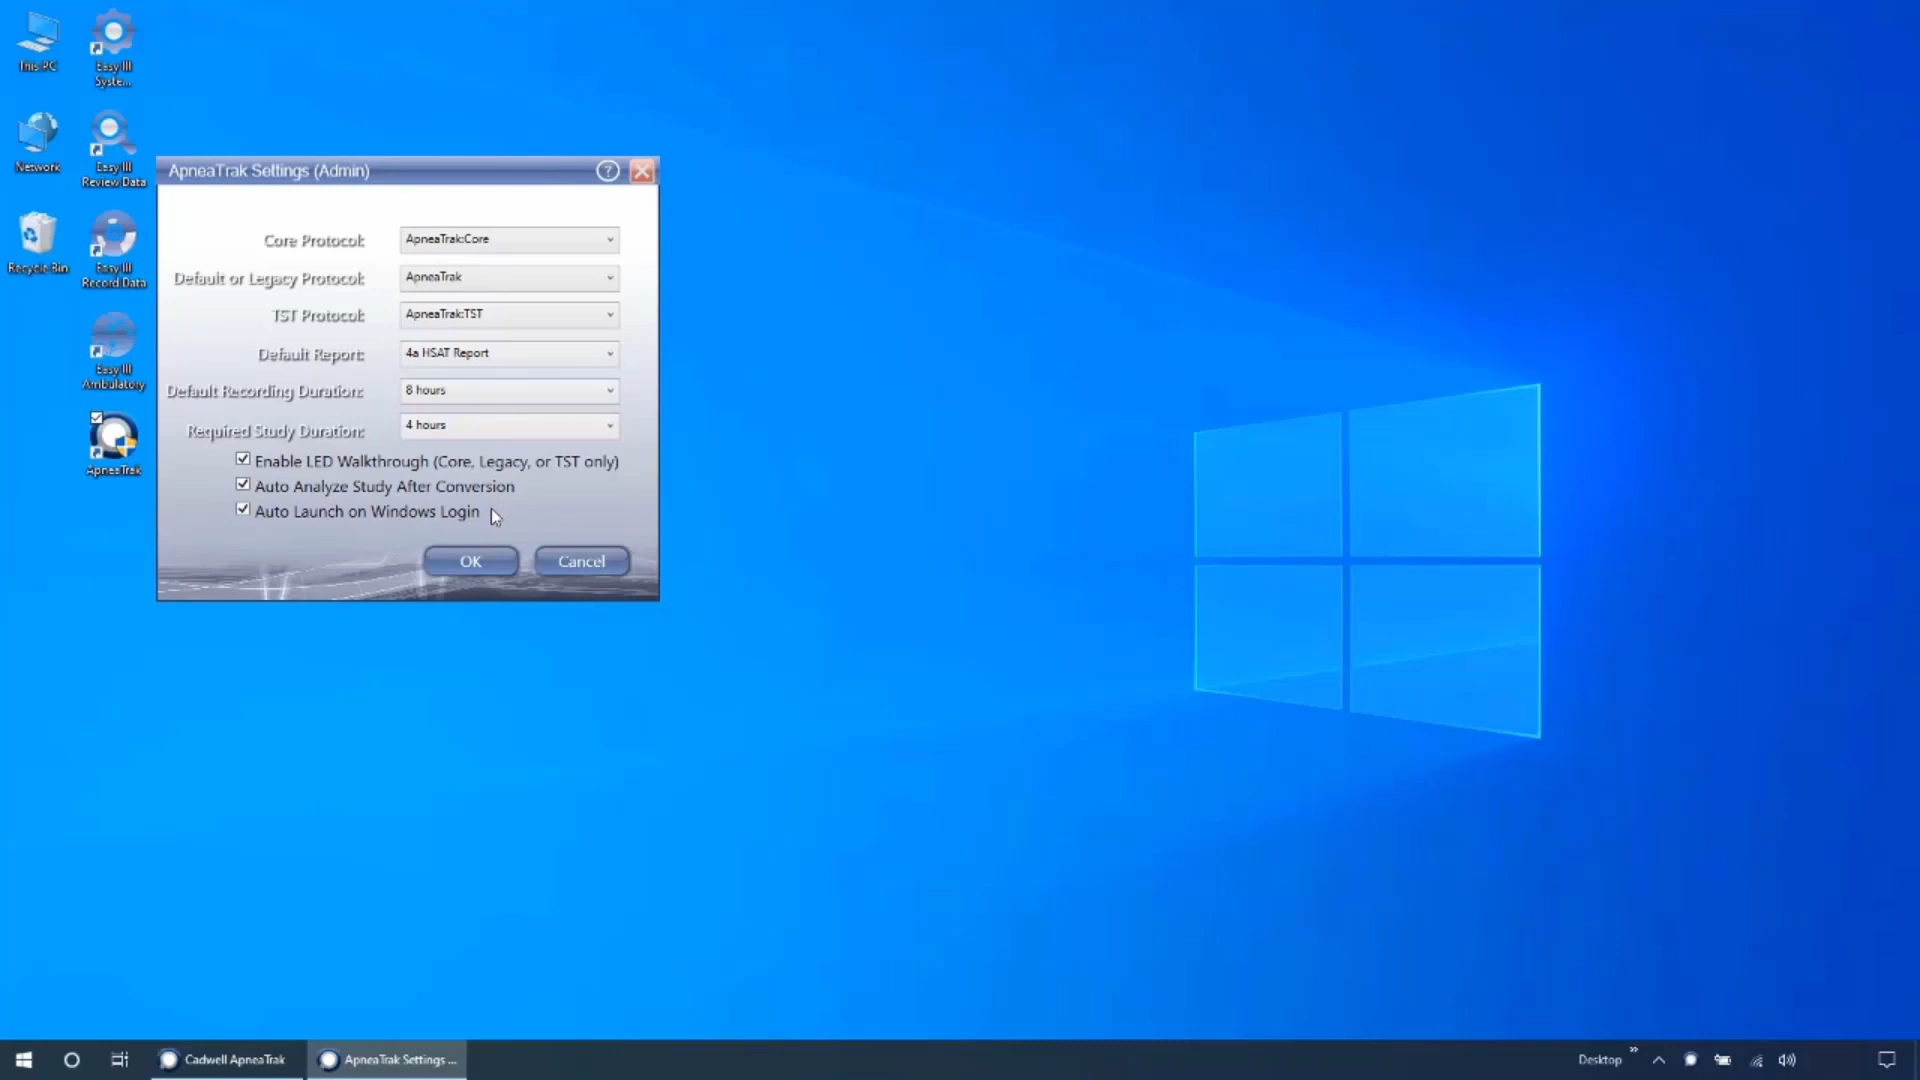 This PC
Easy III
Syste...
Network
Easy III
Review Data
Recycle Bin
Easy III
Record Data
Easy III
Ambulatory
ApneaTrak
ApneaTrak Settings (Admin)
?
Core Protocol: ApneaTrak:Core
Default or Legacy Protocol: ApneaTrak
TST Protocol: ApneaTrak:TST
Default Report: 4a HSAT Report
Default Recording Duration: 8 hours
Required Study Duration: 4 hours
Enable LED Walkthrough (Core, Legacy, or TST only)
Auto Analyze Study After Conversion
Auto Launch on Windows Login
OK Cancel
Cadwell ApneaTrak ApneaTrak Settings ... Desktop